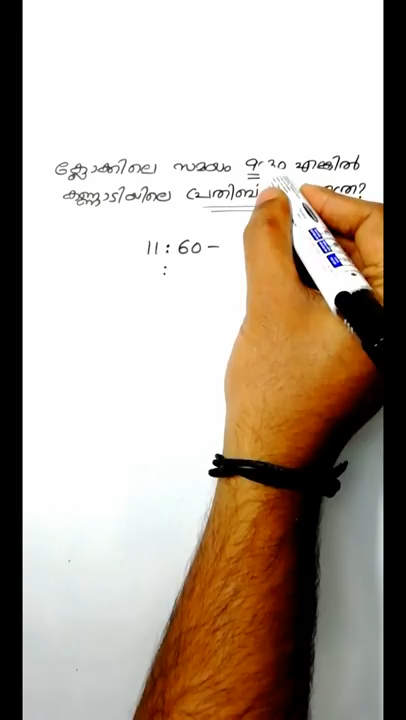 ക്ലോക്കിലെ സമയം 9:30 എങ്കിൽ
കണ്ണാടിയിലെ
11 : 60 -
: